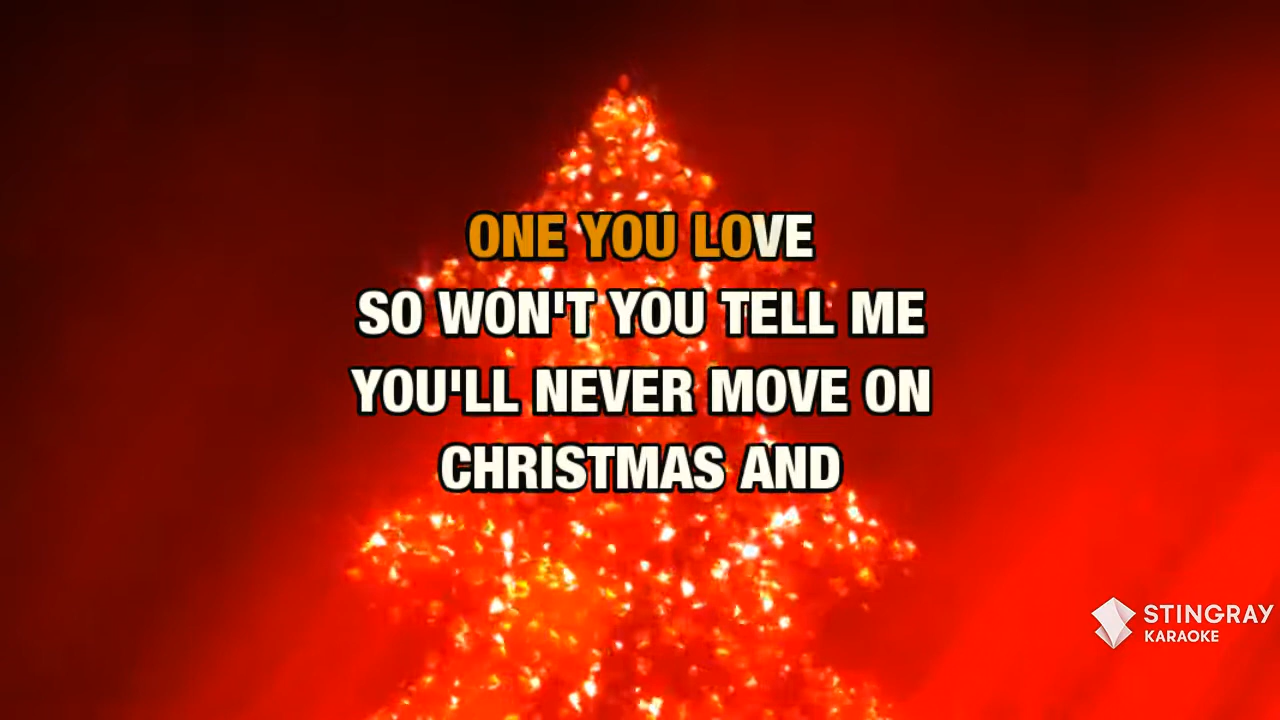 ONE YOU LOVE
SO WON'T YOU TELL ME
YOU'LL NEVER MOVE ON
CHRISTMAS AND
STINGRAY
KARAOKE